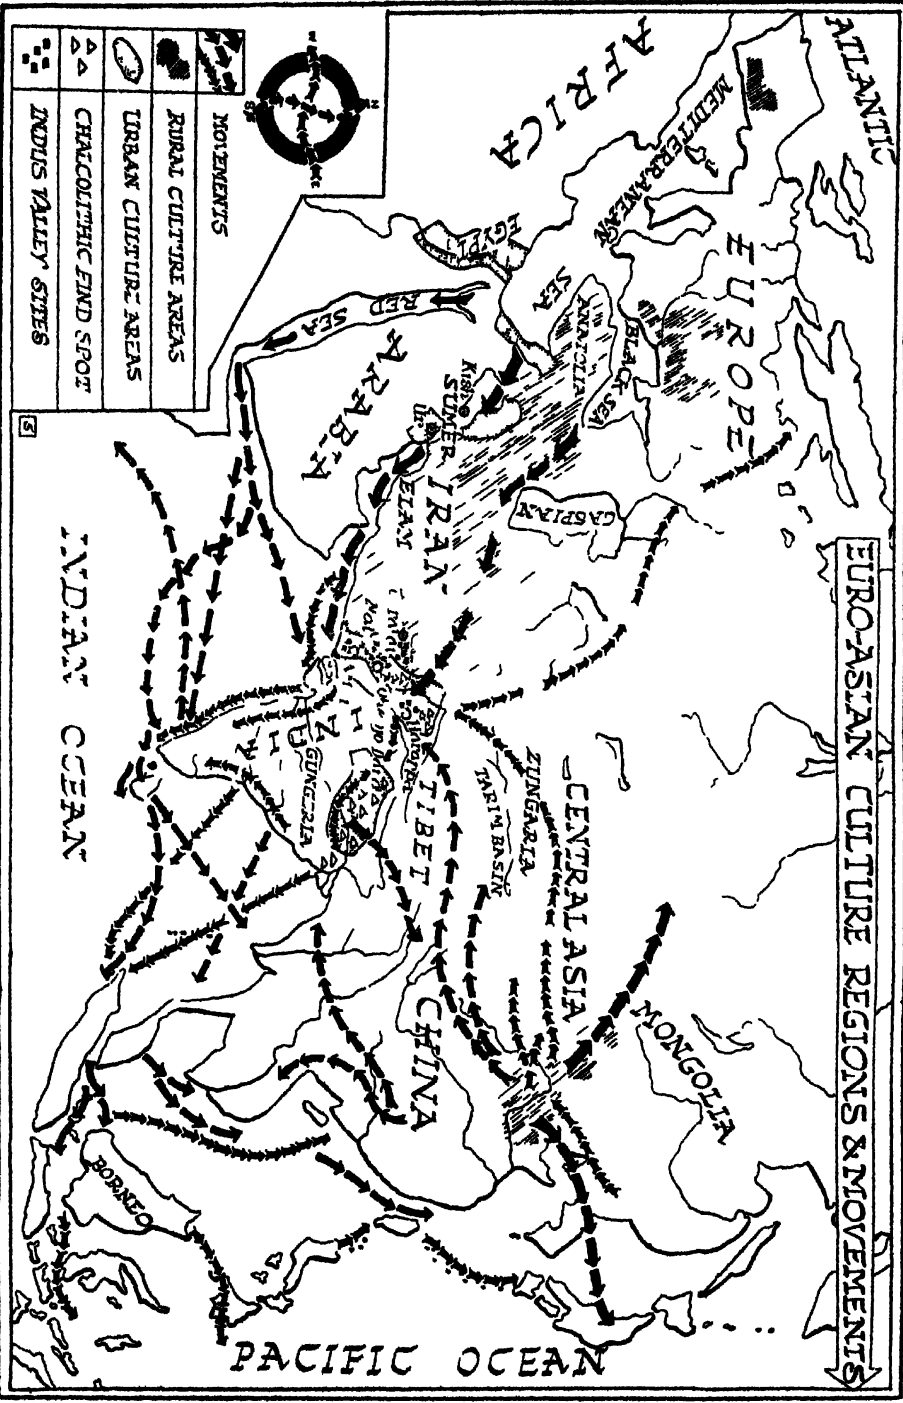 EURO-ASIAN CULTURE REGIONS & MOVEMENTS
ATLANTIC
EUROPE
AFRICA
MEDITERRANEAN
SEA
EGYPT
RED
SEA
ANATOLIA
BLACK SEA
CASPIAN
Kish
SUMER
Ur
ARABIA
IRAN
ELAM
CENTRAL ASIA
ZUNGARIA
TARIM BASIN
TIBET
MONGOLIA
CHINA
Nal
GUNGERIA
BORNEO
INDIAN OCEAN
PACIFIC OCEAN
N
MOVEMENTS
RURAL CULTURE AREAS
URBAN CULTURE AREAS
CHALCOLITHIC FIND SPOT
INDUS VALLEY SITES